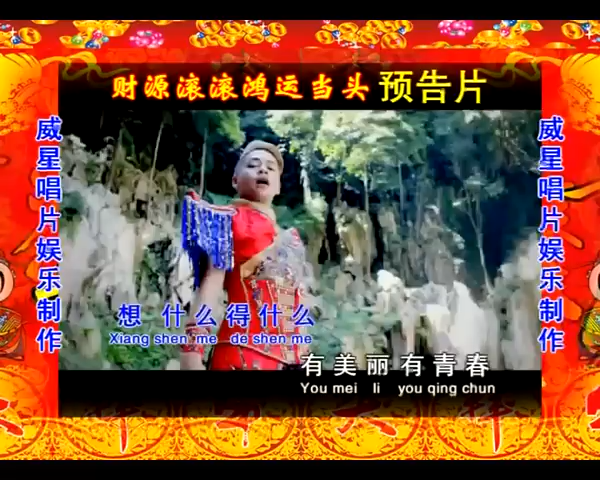 财源滚滚鸿运当头 预告片
威星唱片娱乐制作
威星唱片娱乐制作
想 什么得什么
Xiang shen me de shen me
有美丽有青春
You mei li you qing chun